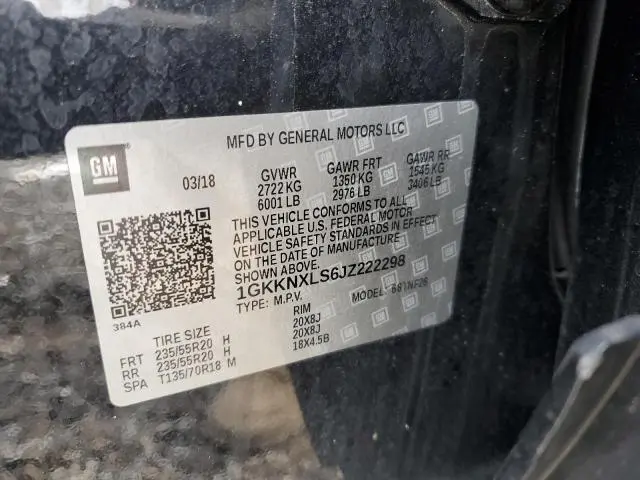 MFD BY GENERAL MOTORS LLC
GM
03/18
GVWR GAWR FRT GAWR RR
2722 KG 1350 KG 1545 KG
6001 LB 2976 LB 3406 LB
THIS VEHICLE CONFORMS TO ALL
APPLICABLE U.S. FEDERAL MOTOR
VEHICLE SAFETY STANDARDS IN EFFECT
ON THE DATE OF MANUFACTURE
SHOWN ABOVE.
1GKKNXLS6JZ222298
TYPE: M.P.V. MODEL:
384A
TIRE SIZE RIM
FRT 235/55R20 H 20X8J
RR 235/55R20 H 20X8J
SPA T135/70R18 M 18X4.5B